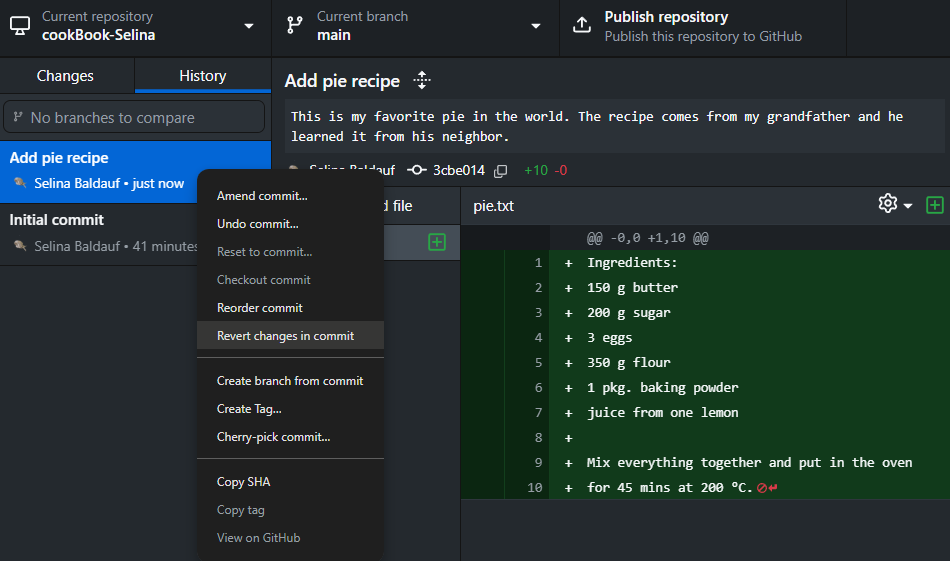 Current repository
cookBook-Selina
Current branch
main
Publish repository
Publish this repository to GitHub
Changes
History
No branches to compare
Add pie recipe
Selina Baldauf • just now
Initial commit
Selina Baldauf • 41 minutes
Add pie recipe
This is my favorite pie in the world. The recipe comes from my grandfather and he
learned it from his neighbor.
Selina Baldauf 3cbe014 +10 -0
d file
pie.txt
Amend commit...
Undo commit...
Reset to commit...
Checkout commit
Reorder commit
Revert changes in commit
Create branch from commit
Create Tag...
Cherry-pick commit...
Copy SHA
Copy tag
View on GitHub
@@ -0,0 +1,10 @@
1 + Ingredients:
2 + 150 g butter
3 + 200 g sugar
4 + 3 eggs
5 + 350 g flour
6 + 1 pkg. baking powder
7 + juice from one lemon
8 +
9 + Mix everything together and put in the oven
10 + for 45 mins at 200 °C.